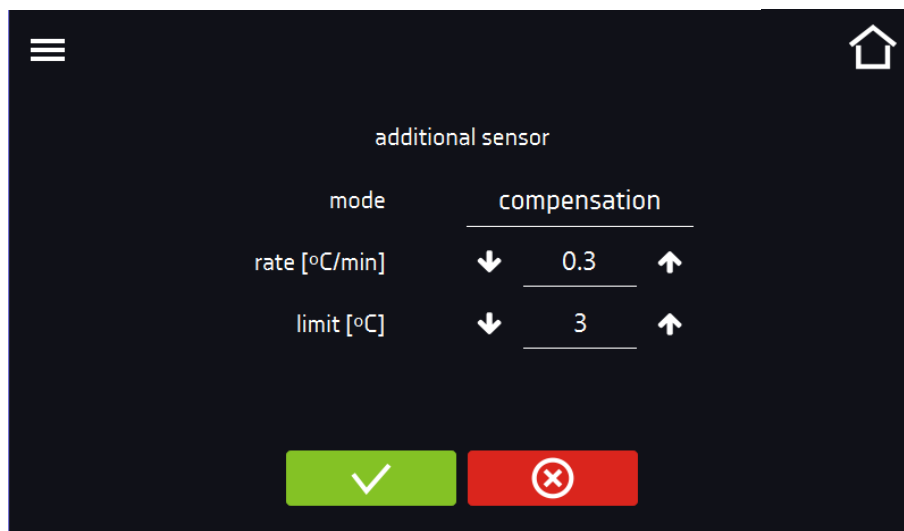 additional sensor
mode compensation
rate [ºC/min] 0.3
limit [ºC] 3